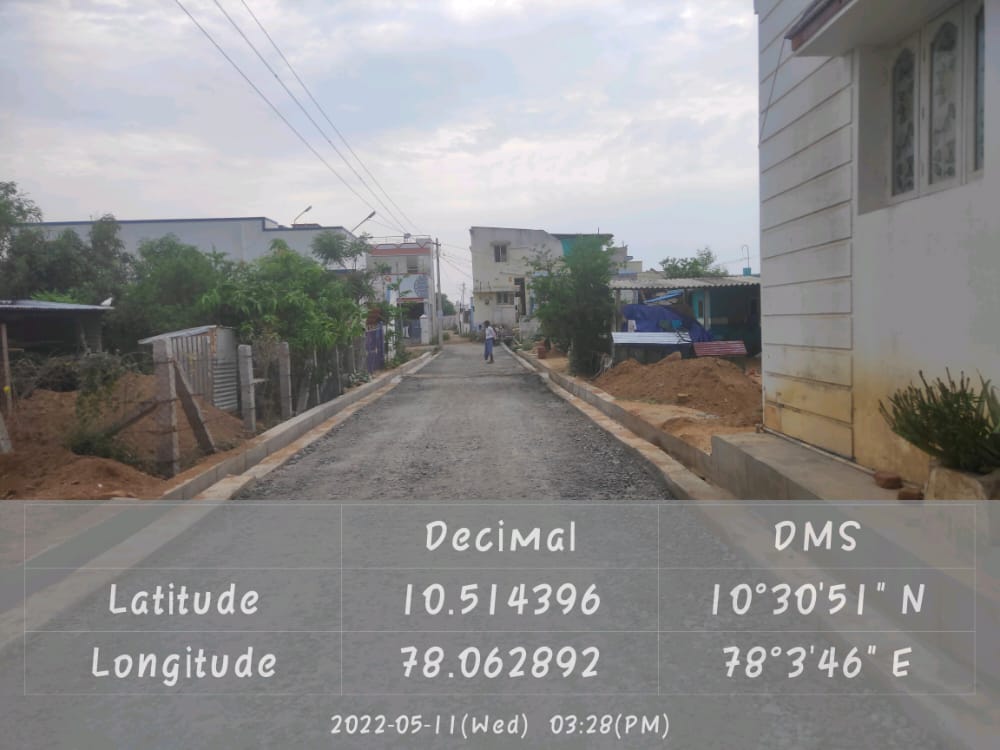 Decimal DMS
Latitude 10.514396 10°30'51" N
Longitude 78.062892 78°3'46" E
2022-05-11(Wed) 03:28(PM)